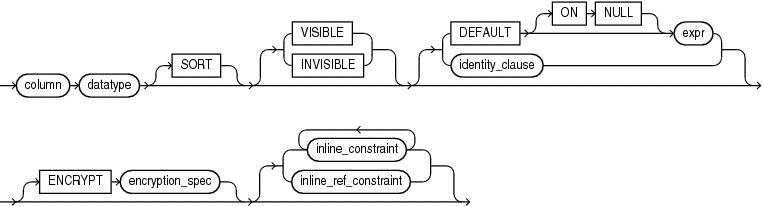 ON NULL
VISIBLE DEFAULT expr
SORT INVISIBLE identity_clause
column datatype
inline_constraint
ENCRYPT encryption_spec inline_ref_constraint